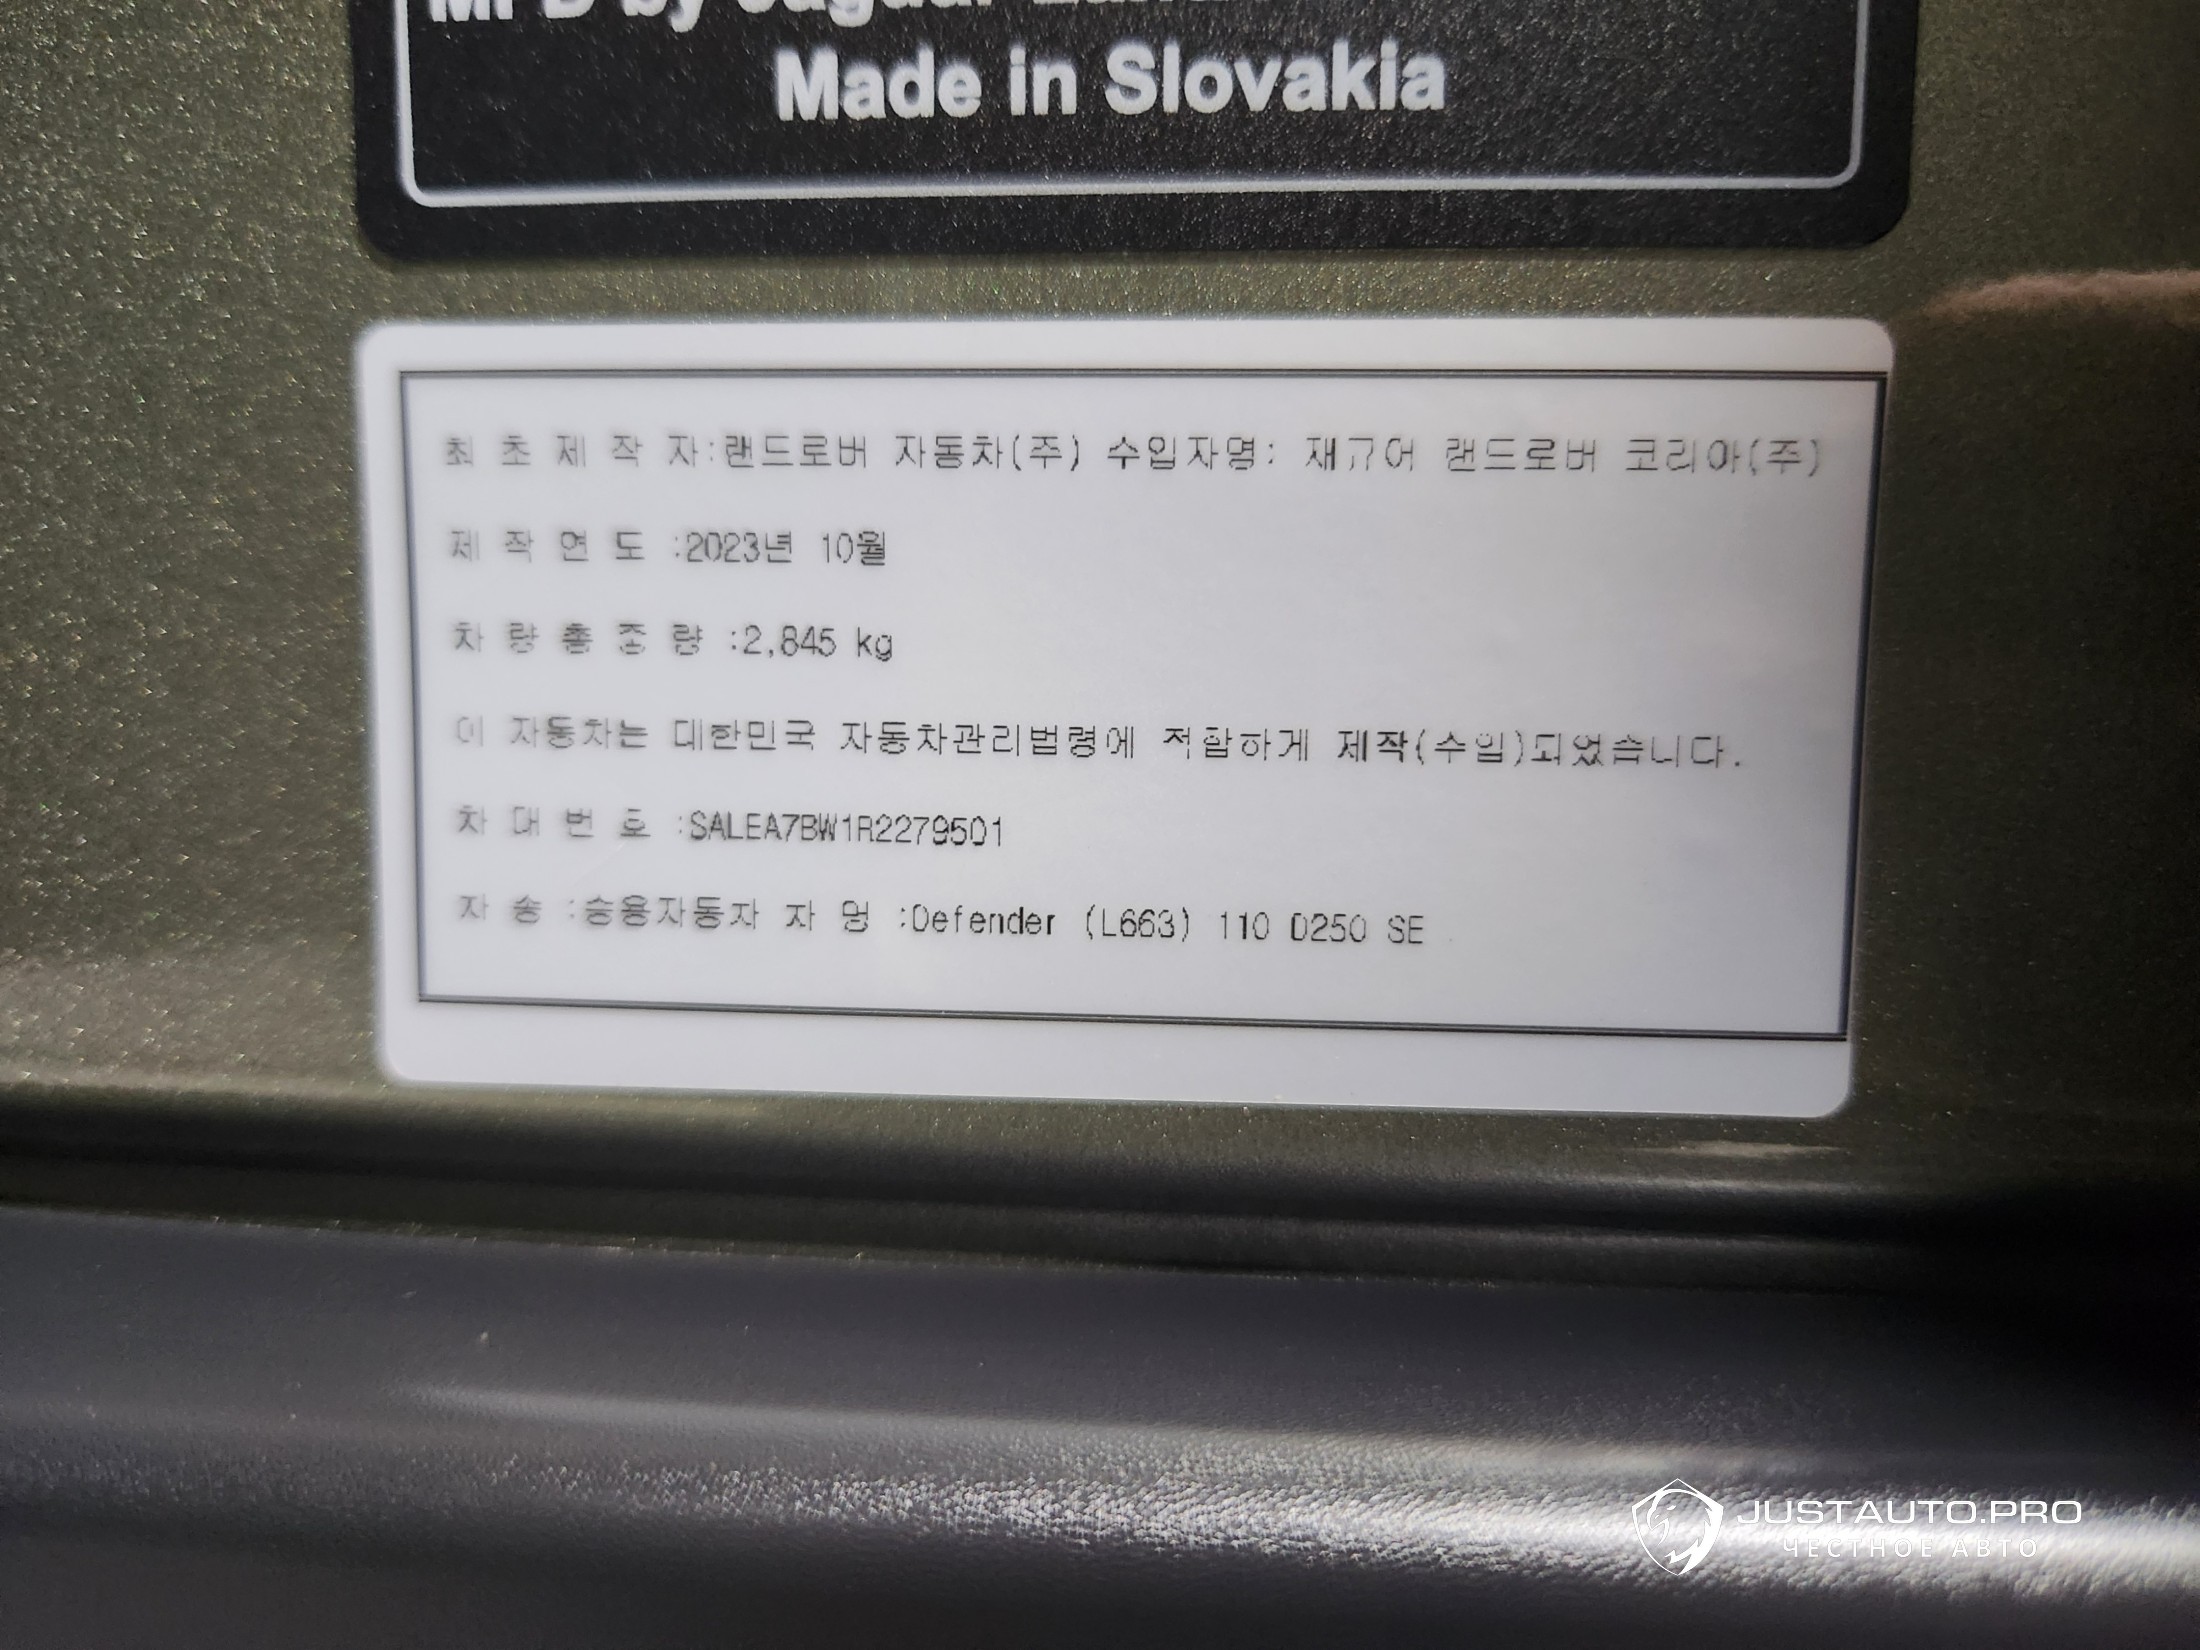 MFD by Jaguar Land
Made in Slovakia
최 초 제 작 자:랜드로버 자동차(주) 수입자명: 재규어 랜드로버 코리아(주)
제 작 연 도 :2023년 10월
차 량 총 중 량 :2,845 kg
이 자동차는 대한민국 자동차관리법령에 적합하게 제작(수입)되었습니다.
차 대 번 호 :SALEA7BW1R2279501
차 종 :승용자동차 차 명 :Defender (L663) 110 D250 SE
JUSTAUTO.PRO
ЧЕСТНОЕ АВТО